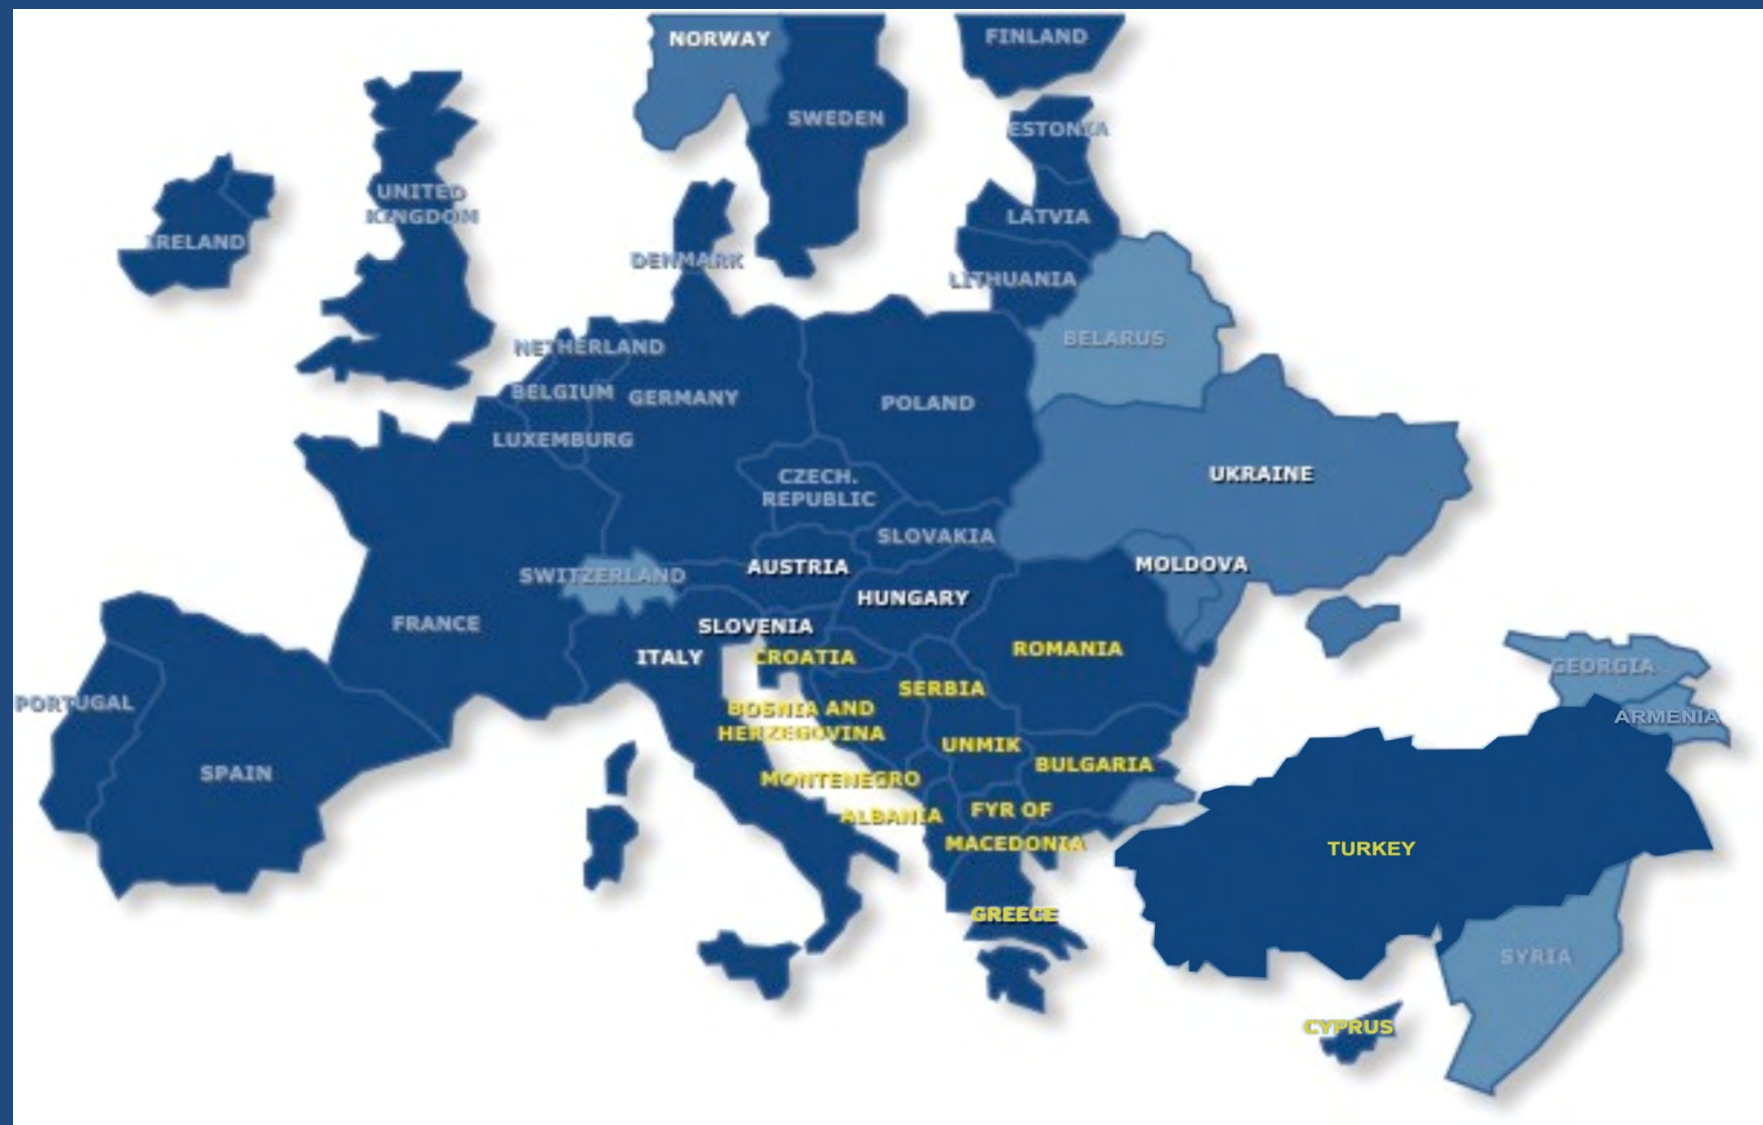 NORWAY
FINLAND
SWEDEN
ESTONIA
UNITED
KINGDOM
LATVIA
IRELAND
DENMARK
LITHUANIA
BELARUS
NETHERLAND
BELGIUM
GERMANY
POLAND
LUXEMBURG
CZECH.
REPUBLIC
UKRAINE
SLOVAKIA
MOLDOVA
AUSTRIA
SWITZERLAND
HUNGARY
FRANCE
SLOVENIA
ROMANIA
ITALY
CROATIA
GEORGIA
SERBIA
PORTUGAL
BOSNIA AND
HERZEGOVINA
ARMENIA
UNMIK
BULGARIA
SPAIN
MONTENEGRO
ALBANIA
FYR OF
MACEDONIA
TURKEY
GREECE
SYRIA
CYPRUS